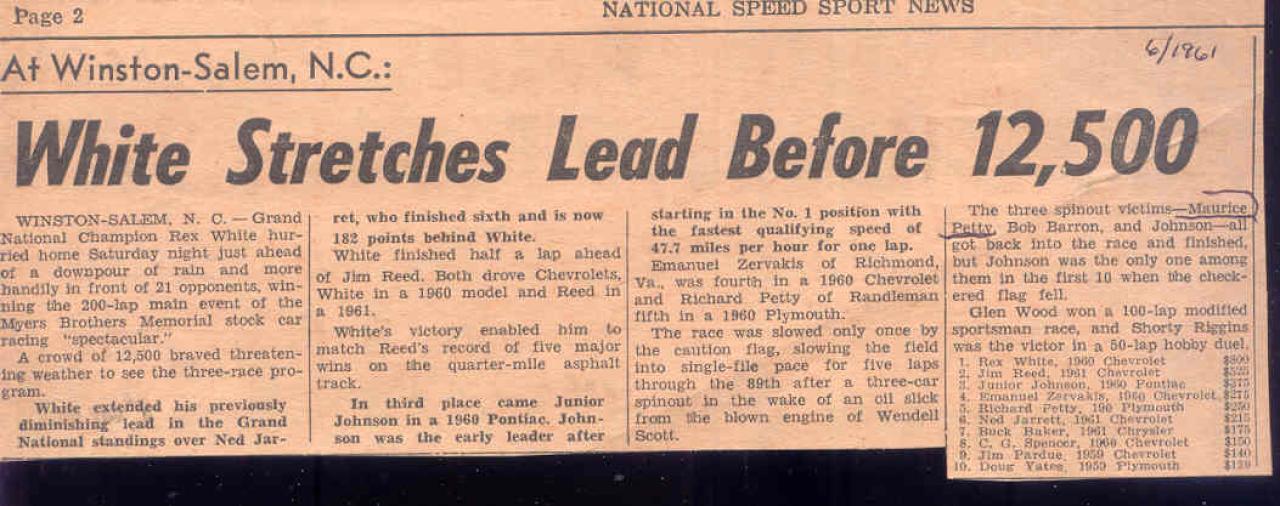 Page 2
NATIONAL SPEED SPORT NEWS
6/1961
At Winston-Salem, N.C.:
White Stretches Lead Before 12,500
WINSTON-SALEM, N. C. — Grand
National Champion Rex White hur-
ried home Saturday night just ahead
of a downpour of rain and more
handily in front of 21 opponents, win-
ning the 200-lap main event of the
Myers Brothers Memorial stock car
racing "spectacular."
A crowd of 12,500 braved threaten-
ing weather to see the three-race pro-
gram.
White extended his previously
diminishing lead in the Grand
National standings over Ned Jar-
ret, who finished sixth and is now
182 points behind White.
White finished half a lap ahead
of Jim Reed. Both drove Chevrolets,
White in a 1960 model and Reed in
a 1961.
White's victory enabled him to
match Reed's record of five major
wins on the quarter-mile asphalt
track.
In third place came Junior
Johnson in a 1960 Pontiac. John-
son was the early leader after
starting in the No. 1 position with
the fastest qualifying speed of
47.7 miles per hour for one lap.
Emanuel Zervakis of Richmond,
Va., was fourth in a 1960 Chevrolet
and Richard Petty of Randleman
fifth in a 1960 Plymouth.
The race was slowed only once by
the caution flag, slowing the field
into single-file pace for five laps
through the 89th after a three-car
spinout in the wake of an oil slick
from the blown engine of Wendell
Scott.
The three spinout victims—Maurice
Petty, Bob Barron, and Johnson—all
got back into the race and finished,
but Johnson was the only one among
them in the first 10 when the check-
ered flag fell.
Glen Wood won a 100-lap modified
sportsman race, and Shorty Riggins
was the victor in a 50-lap hobby duel.
1. Rex White, 1960 Chevrolet $800
2. Jim Reed, 1961 Chevrolet $525
3. Junior Johnson, 1960 Pontiac $375
4. Emanuel Zervakis, 1960 Chevrolet $275
5. Richard Petty, 190 Plymouth $250
6. Ned Jarrett, 1961 Chevrolet $215
7. Buck Baker, 1961 Chrysler $175
8. C. G. Spencer, 1960 Chevrolet $150
9. Jim Pardue, 1959 Chevrolet $140
10. Doug Yates, 1959 Plymouth